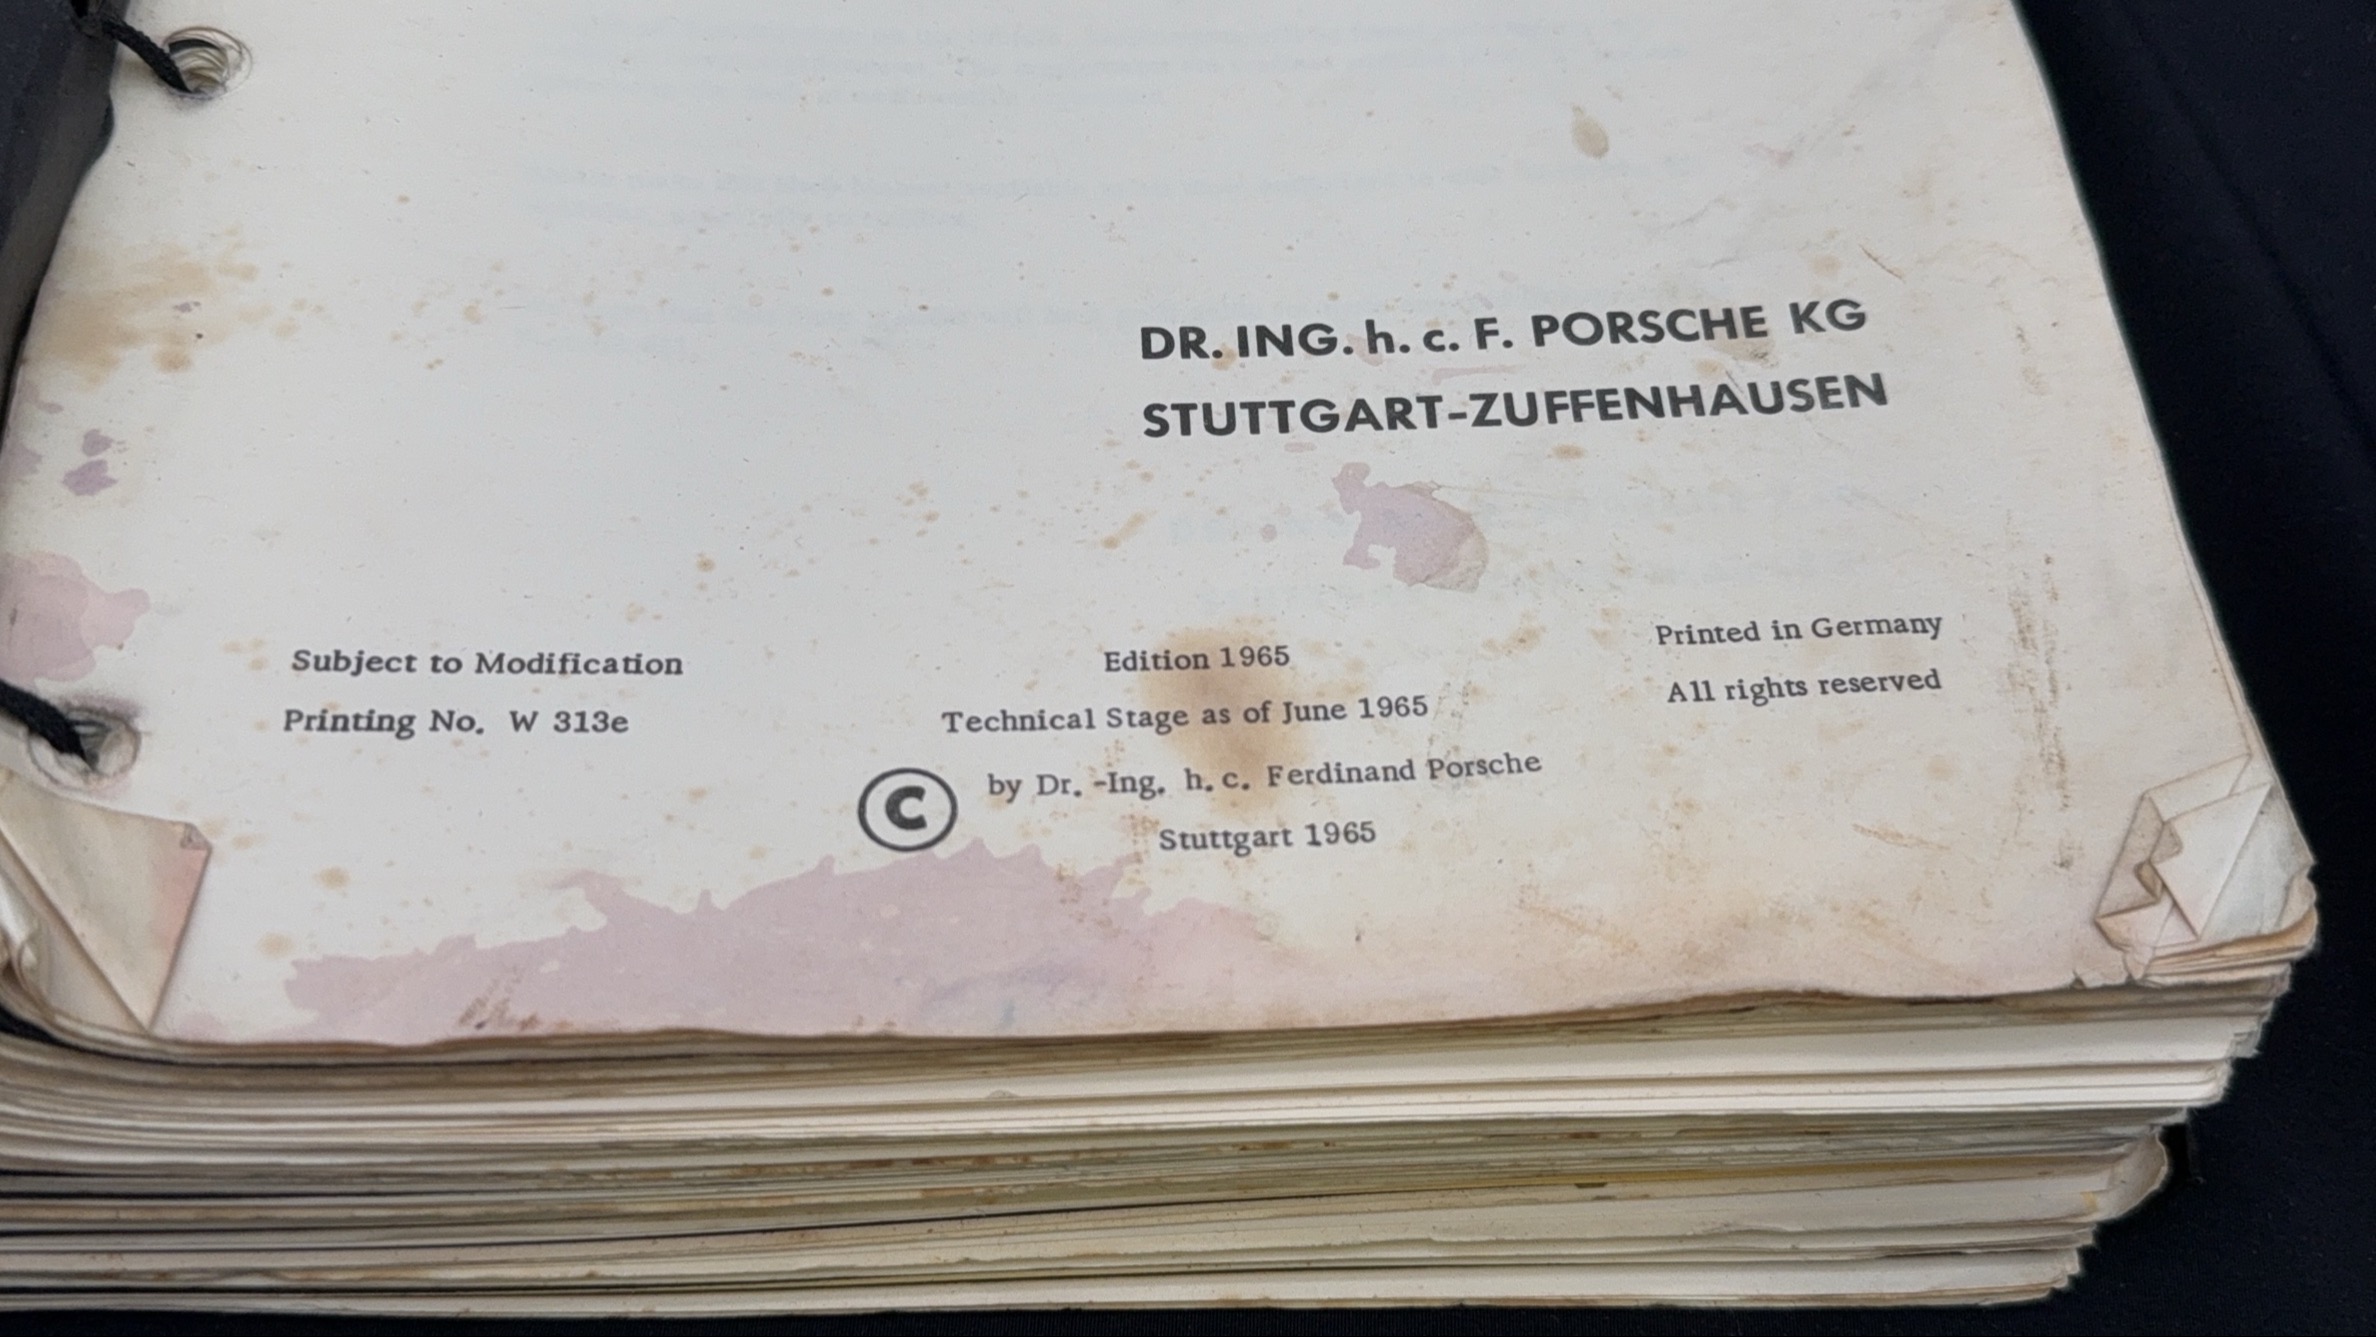 DR. ING. h. c. F. PORSCHE KG
STUTTGART-ZUFFENHAUSEN
Subject to Modification
Printing No. W 313e
Edition 1965
Technical Stage as of June 1965
© by Dr. -Ing. h. c. Ferdinand Porsche
Stuttgart 1965
Printed in Germany
All rights reserved